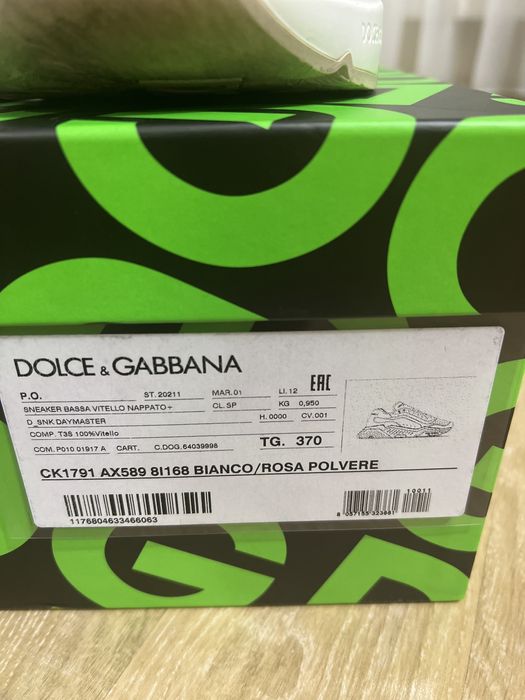 DOLCE & GABBANA
P.O. ST. 20211 MAR. 01 LI. 12 EAC
SNEAKER BASSA VITELLO NAPPATO+ CL. SP KG 0,950
D_SNK DAYMASTER H. 0000 CV. 001
COMP. T35 100%Vitello
COM. P010 01917 A CART. C.DOG. 64039998 TG. 370
CK1791 AX589 8I168 BIANCO/ROSA POLVERE
10011
1176804633466063